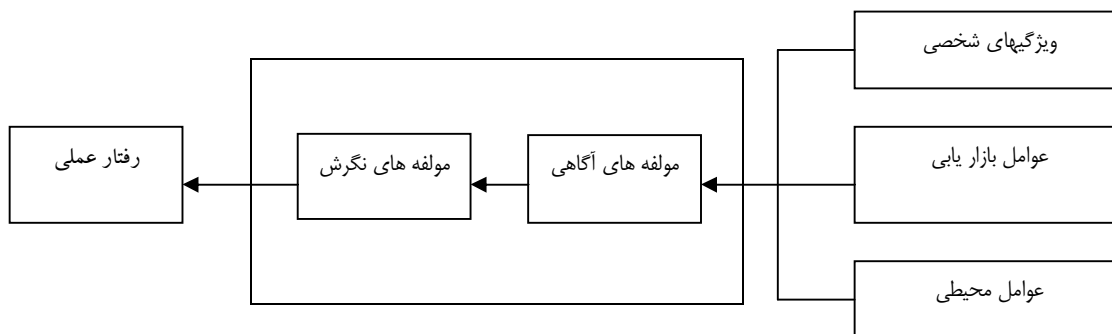 ویژگیهای شخصی
عوامل بازار یابی
مولفه های آگاهی
مولفه های نگرش
رفتار عملی
عوامل محیطی